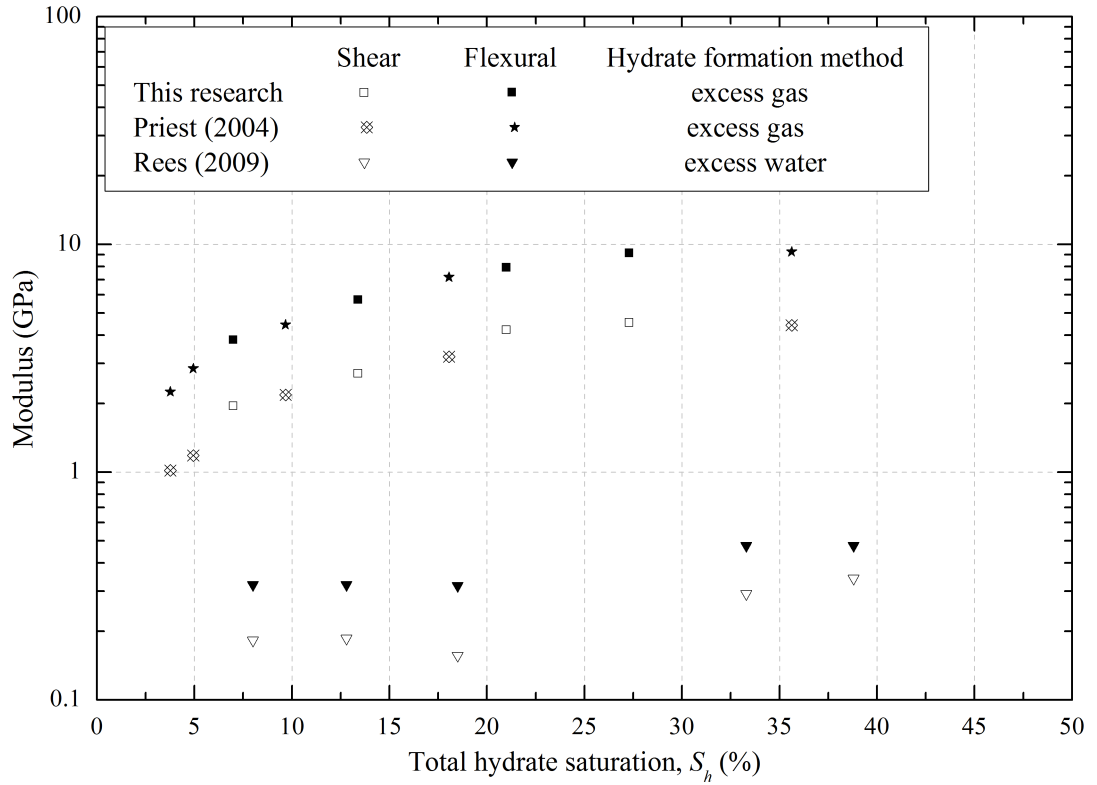 100
10
1
0.1
Modulus (GPa)
Shear Flexural Hydrate formation method
This research excess gas
Priest (2004) excess gas
Rees (2009) excess water
0 5 10 15 20 25 30 35 40 45 50
Total hydrate saturation, Sh (%)